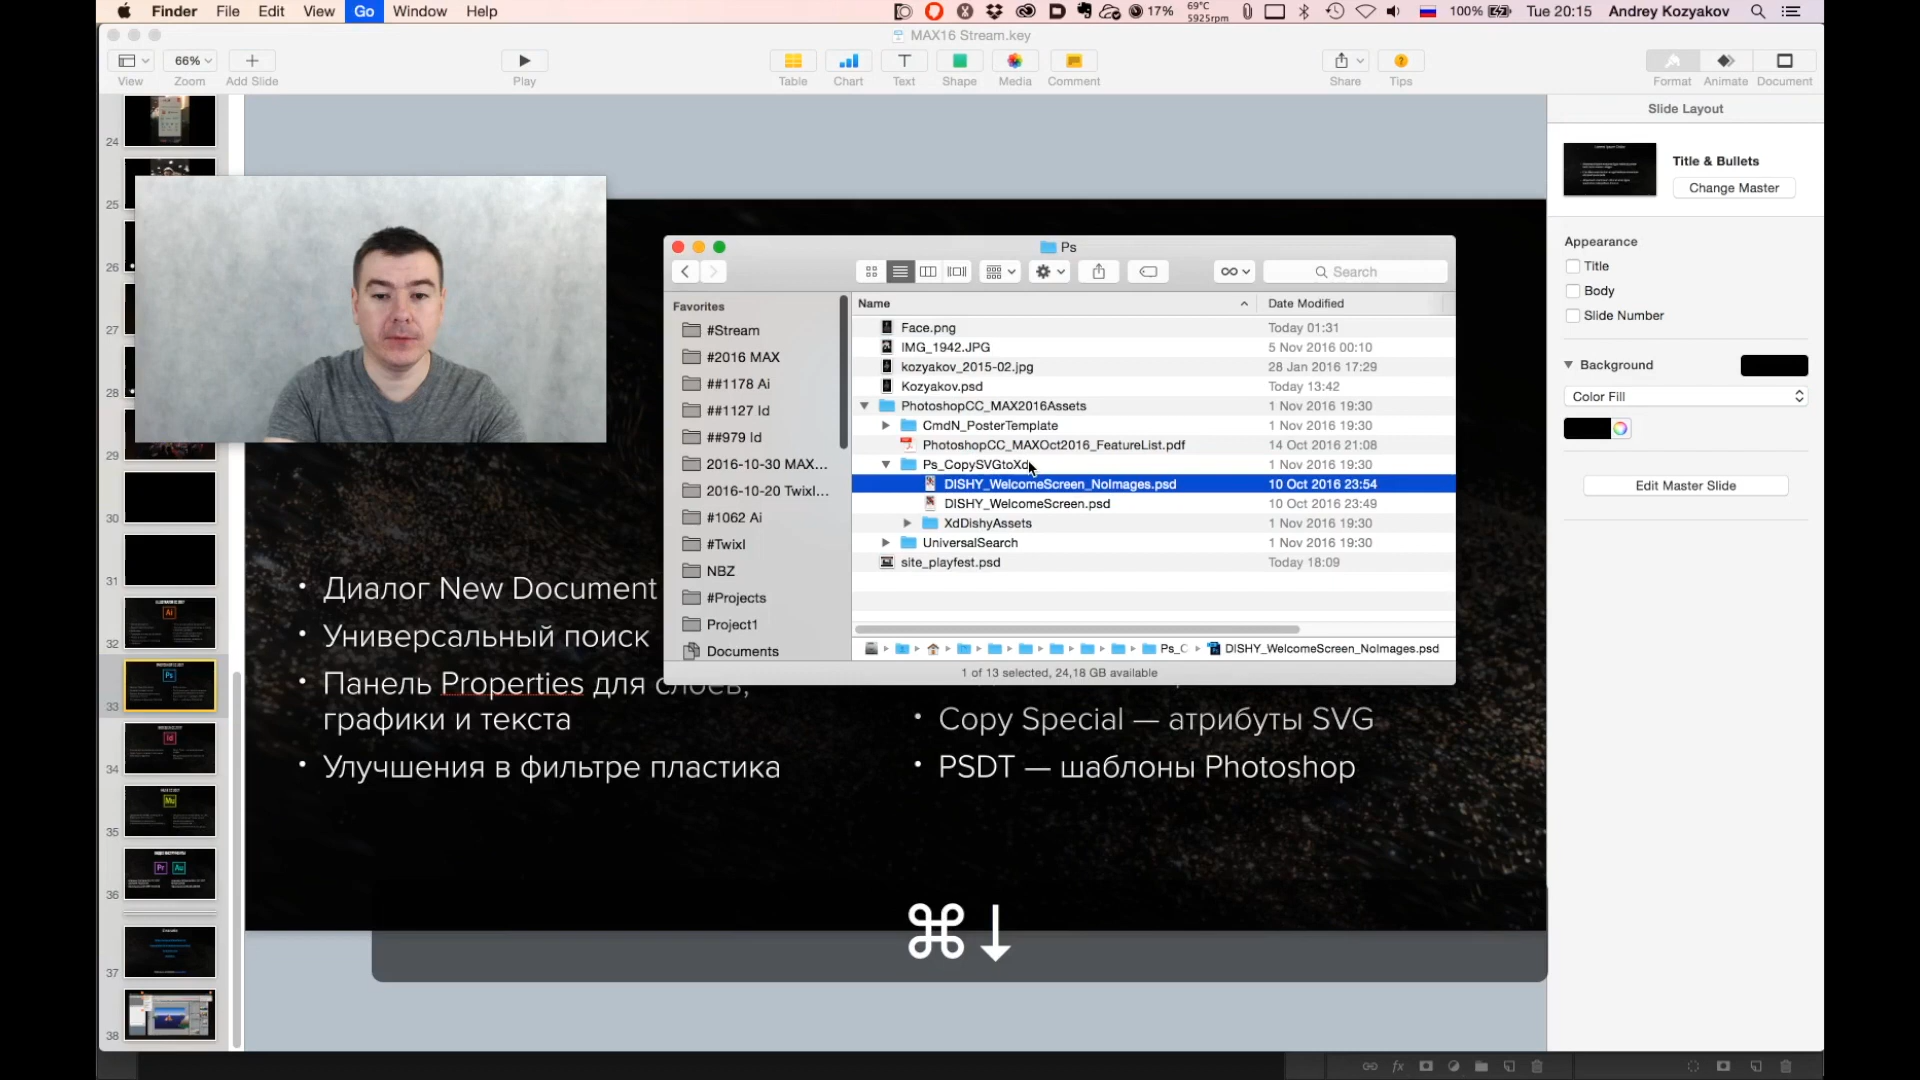 Finder File Edit View Go Window Help
17% 69°C 5925rpm 100% Tue 20:15 Andrey Kozyakov
MAX16 Stream.key
66%
View Zoom Add Slide Play Table Chart Text Shape Media Comment Share Tips Format Animate Document
Slide Layout
Title & Bullets
Change Master
Appearance
Title
Body
Slide Number
Background
Color Fill
Edit Master Slide
24
25
26
27
28
29
30
31
32
33
34
35
36
37
38
Ps
Search
Favorites
#Stream
#2016 MAX
##1178 Ai
##1127 Id
##979 Id
2016-10-30 MAX...
2016-10-20 Twixl...
#1062 Ai
#Twixl
NBZ
#Projects
Project1
Documents
Name Date Modified
Face.png Today 01:31
IMG_1942.JPG 5 Nov 2016 00:10
kozyakov_2015-02.jpg 28 Jan 2016 17:29
Kozyakov.psd Today 13:42
PhotoshopCC_MAX2016Assets 1 Nov 2016 19:30
CmdN_PosterTemplate 1 Nov 2016 19:30
PhotoshopCC_MAXOct2016_FeatureList.pdf 14 Oct 2016 21:08
Ps_CopySVGtoXd 1 Nov 2016 19:30
DISHY_WelcomeScreen_NoImages.psd 10 Oct 2016 23:54
DISHY_WelcomeScreen.psd 10 Oct 2016 23:49
XdDishyAssets 1 Nov 2016 19:30
UniversalSearch 1 Nov 2016 19:30
site_playfest.psd Today 18:09
Ps_C DISHY_WelcomeScreen_NoImages.psd
1 of 13 selected, 24,18 GB available
• Диалог New Document
• Универсальный поиск
• Панель Properties для слоев,
графики и текста
• Улучшения в фильтре пластика
• Copy Special — атрибуты SVG
• PSDT — шаблоны Photoshop
⌘↓